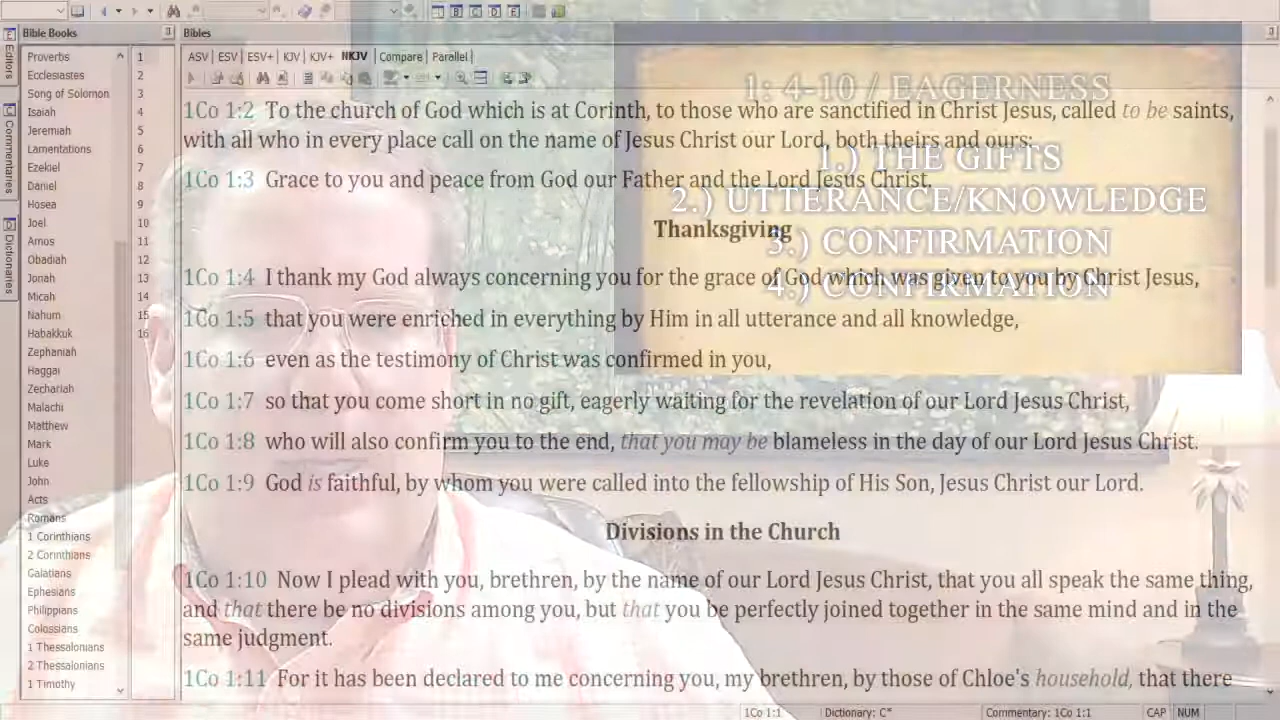 Bible Books
Bibles
Editors
Commentaries
Dictionaries
Proverbs
Ecclesiastes
Song of Solomon
Isaiah
Jeremiah
Lamentations
Ezekiel
Daniel
Hosea
Joel
Amos
Obadiah
Jonah
Micah
Nahum
Habakkuk
Zephaniah
Haggai
Zechariah
Malachi
Matthew
Mark
Luke
John
Acts
Romans
1 Corinthians
2 Corinthians
Galatians
Ephesians
Philippians
Colossians
1 Thessalonians
2 Thessalonians
1 Timothy
1
2
3
4
5
6
7
8
9
10
11
12
13
14
15
16
ASV ESV ESV+ KJV KJV+ NKJV Compare Parallel
1: 4-10 / EAGERNESS
1.) THE GIFTS
2.) UTTERANCE/KNOWLEDGE
3.) CONFIRMATION
4.) CONFIRMATION
1Co 1:2 To the church of God which is at Corinth, to those who are sanctified in Christ Jesus, called to be saints,
with all who in every place call on the name of Jesus Christ our Lord, both theirs and ours:
1Co 1:3 Grace to you and peace from God our Father and the Lord Jesus Christ.
Thanksgiving
1Co 1:4 I thank my God always concerning you for the grace of God which was given to you by Christ Jesus,
1Co 1:5 that you were enriched in everything by Him in all utterance and all knowledge,
1Co 1:6 even as the testimony of Christ was confirmed in you,
1Co 1:7 so that you come short in no gift, eagerly waiting for the revelation of our Lord Jesus Christ,
1Co 1:8 who will also confirm you to the end, that you may be blameless in the day of our Lord Jesus Christ.
1Co 1:9 God is faithful, by whom you were called into the fellowship of His Son, Jesus Christ our Lord.
Divisions in the Church
1Co 1:10 Now I plead with you, brethren, by the name of our Lord Jesus Christ, that you all speak the same thing,
and that there be no divisions among you, but that you be perfectly joined together in the same mind and in the
same judgment.
1Co 1:11 For it has been declared to me concerning you, my brethren, by those of Chloe's household, that there
1Co 1:1 Dictionary: C* Commentary: 1Co 1:1 CAP NUM